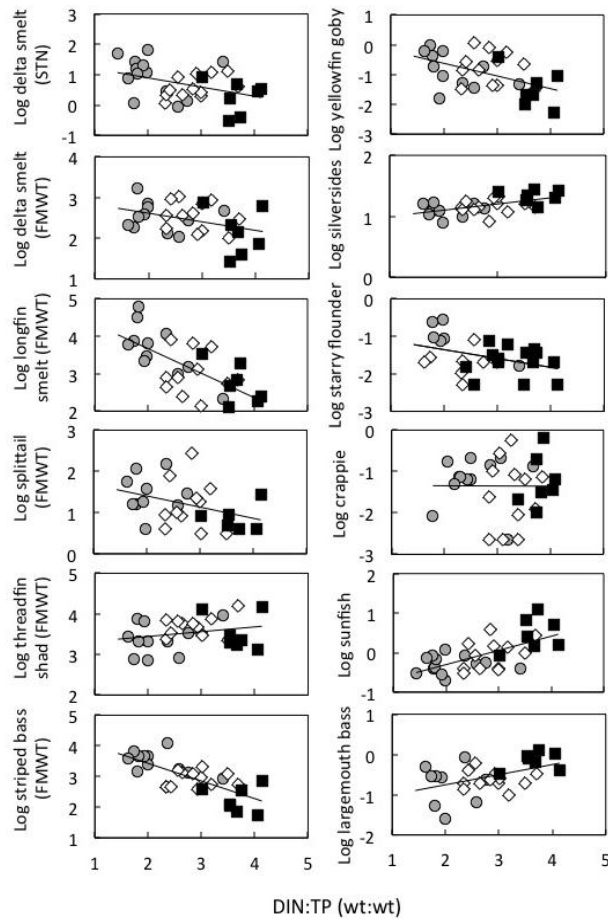 Log delta smelt
(STN)
3
2
1
0
-1
Log delta smelt
(FMWT)
4
3
2
1
Log longfin
smelt (FMWT)
5
4
3
2
Log splittail
(FMWT)
3
2
1
0
Log threadfin
shad (FMWT)
5
4
3
2
Log striped bass
(FMWT)
5
4
3
2
1
1 2 3 4 5
Log yellowfin goby
1
0
-1
-2
-3
Log silversides
2
1
0
Log starry flounder
0
-1
-2
-3
Log crappie
0
-1
-2
-3
Log sunfish
2
1
0
-1
Log largemouth bass
1
0
-1
-2
1 2 3 4 5
DIN:TP (wt:wt)